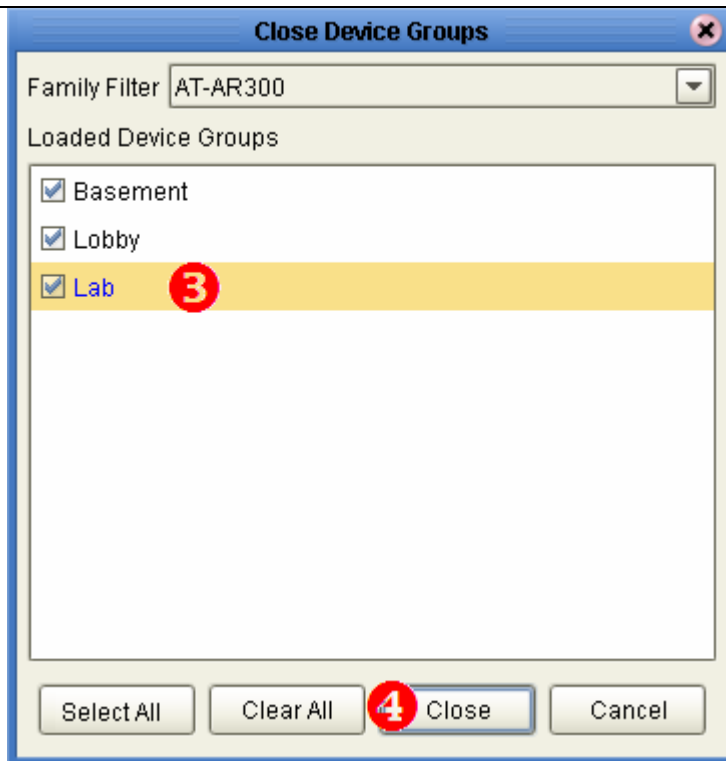 Close Device Groups
Family Filter AT-AR300
Loaded Device Groups
Basement
Lobby
Lab 3
Select All Clear All 4 Close Cancel